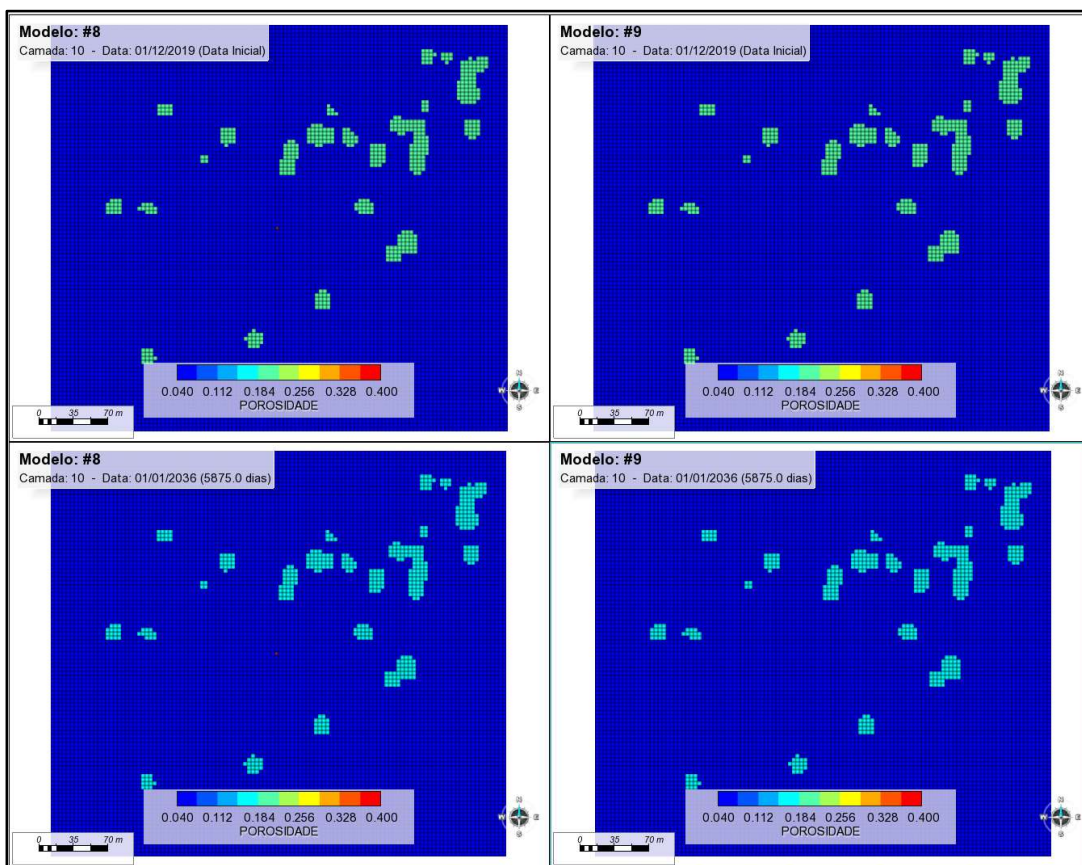 Modelo: #8
Camada: 10 - Data: 01/12/2019 (Data Inicial)
N
W E
S
0.040 0.112 0.184 0.256 0.328 0.400
POROSIDADE
0 35 70 m
Modelo: #9
Camada: 10 - Data: 01/12/2019 (Data Inicial)
N
W E
S
0.040 0.112 0.184 0.256 0.328 0.400
POROSIDADE
0 35 70 m
Modelo: #8
Camada: 10 - Data: 01/01/2036 (5875.0 dias)
N
W E
S
0.040 0.112 0.184 0.256 0.328 0.400
POROSIDADE
0 35 70 m
Modelo: #9
Camada: 10 - Data: 01/01/2036 (5875.0 dias)
N
W E
S
0.040 0.112 0.184 0.256 0.328 0.400
POROSIDADE
0 35 70 m